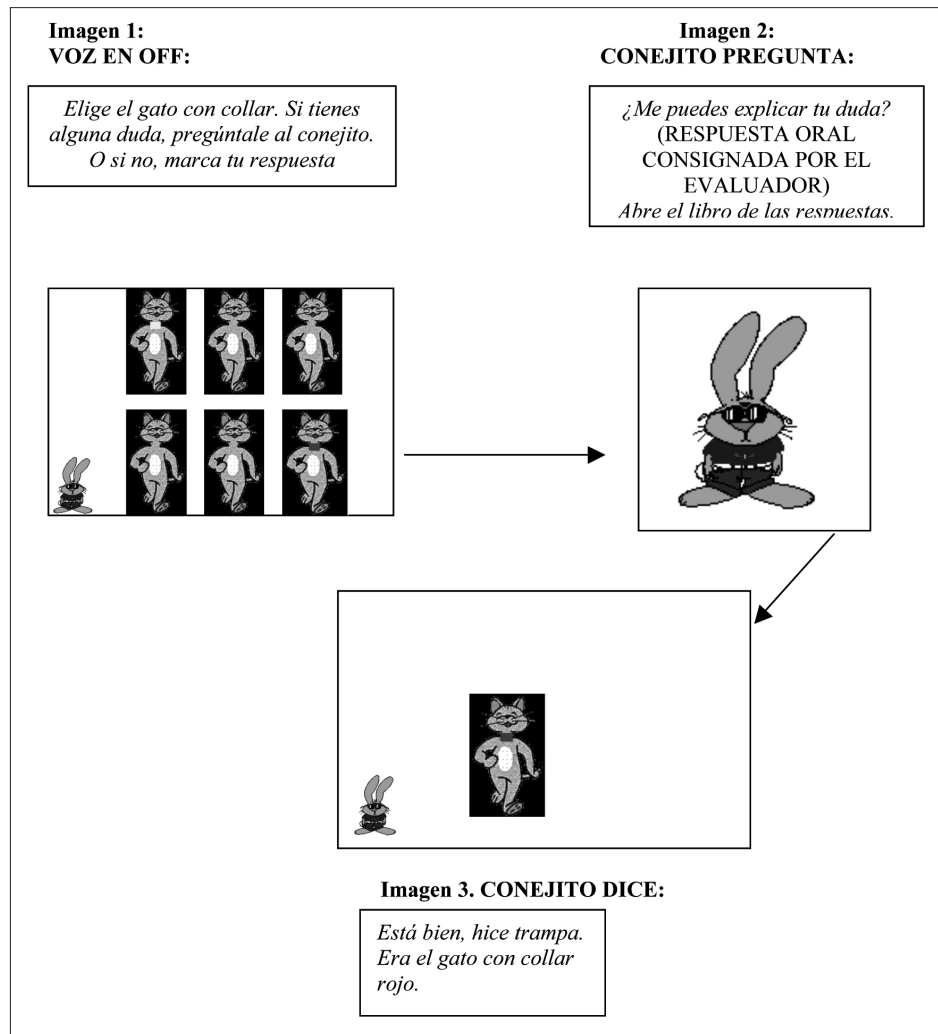 Imagen 1:
VOZ EN OFF:
Elige el gato con collar. Si tienes
alguna duda, pregúntale al conejito.
O si no, marca tu respuesta
Imagen 2:
CONEJITO PREGUNTA:
¿Me puedes explicar tu duda?
(RESPUESTA ORAL
CONSIGNADA POR EL
EVALUADOR)
Abre el libro de las respuestas.
Imagen 3. CONEJITO DICE:
Está bien, hice trampa.
Era el gato con collar
rojo.